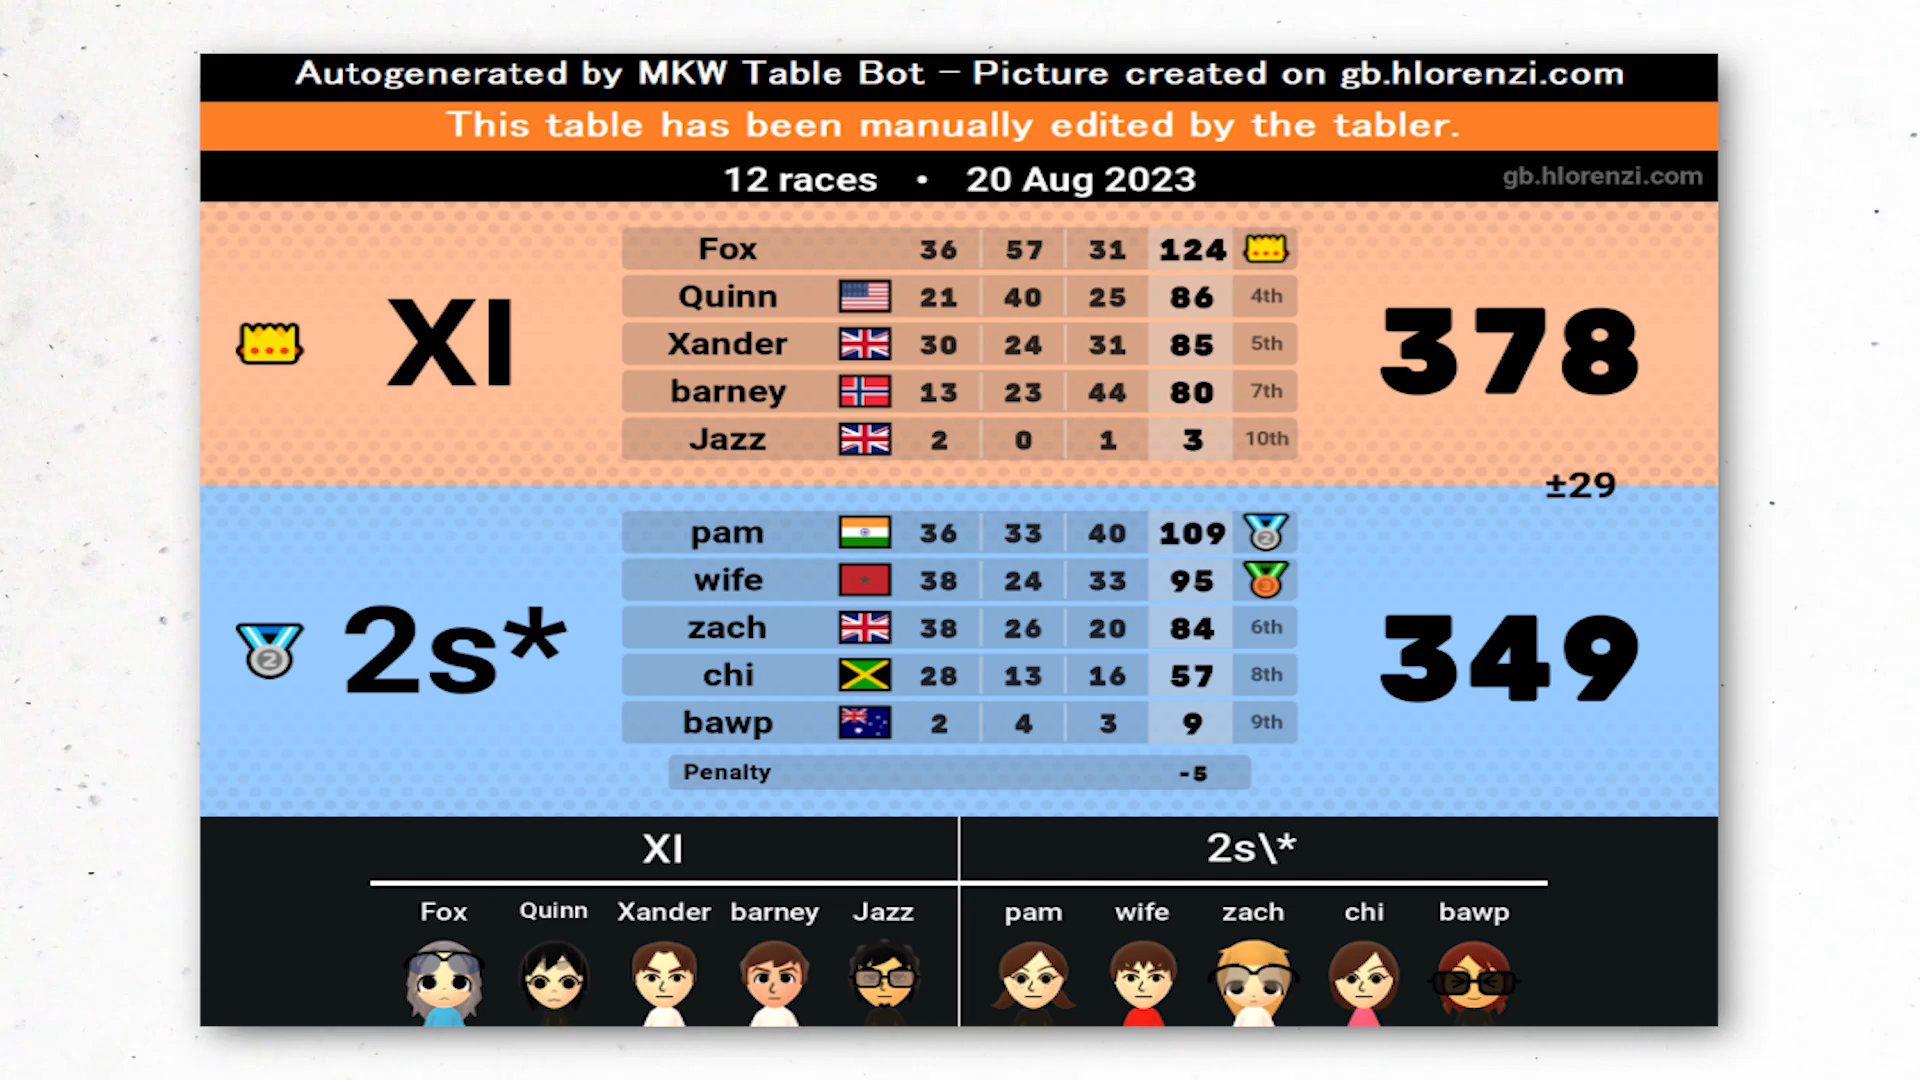 Autogenerated by MKW Table Bot – Picture created on gb.hlorenzi.com
This table has been manually edited by the tabler.
12 races • 20 Aug 2023 gb.hlorenzi.com
XI
Fox 36 57 31 124
Quinn 21 40 25 86 4th
Xander 30 24 31 85 5th
barney 13 23 44 80 7th
Jazz 2 0 1 3 10th
378
±29
2s*
pam 36 33 40 109 2
wife 38 24 33 95 3
zach 38 26 20 84 6th
chi 28 13 16 57 8th
bawp 2 4 3 9 9th
Penalty -5
2
349
XI 2s\*
Fox Quinn Xander barney Jazz pam wife zach chi bawp